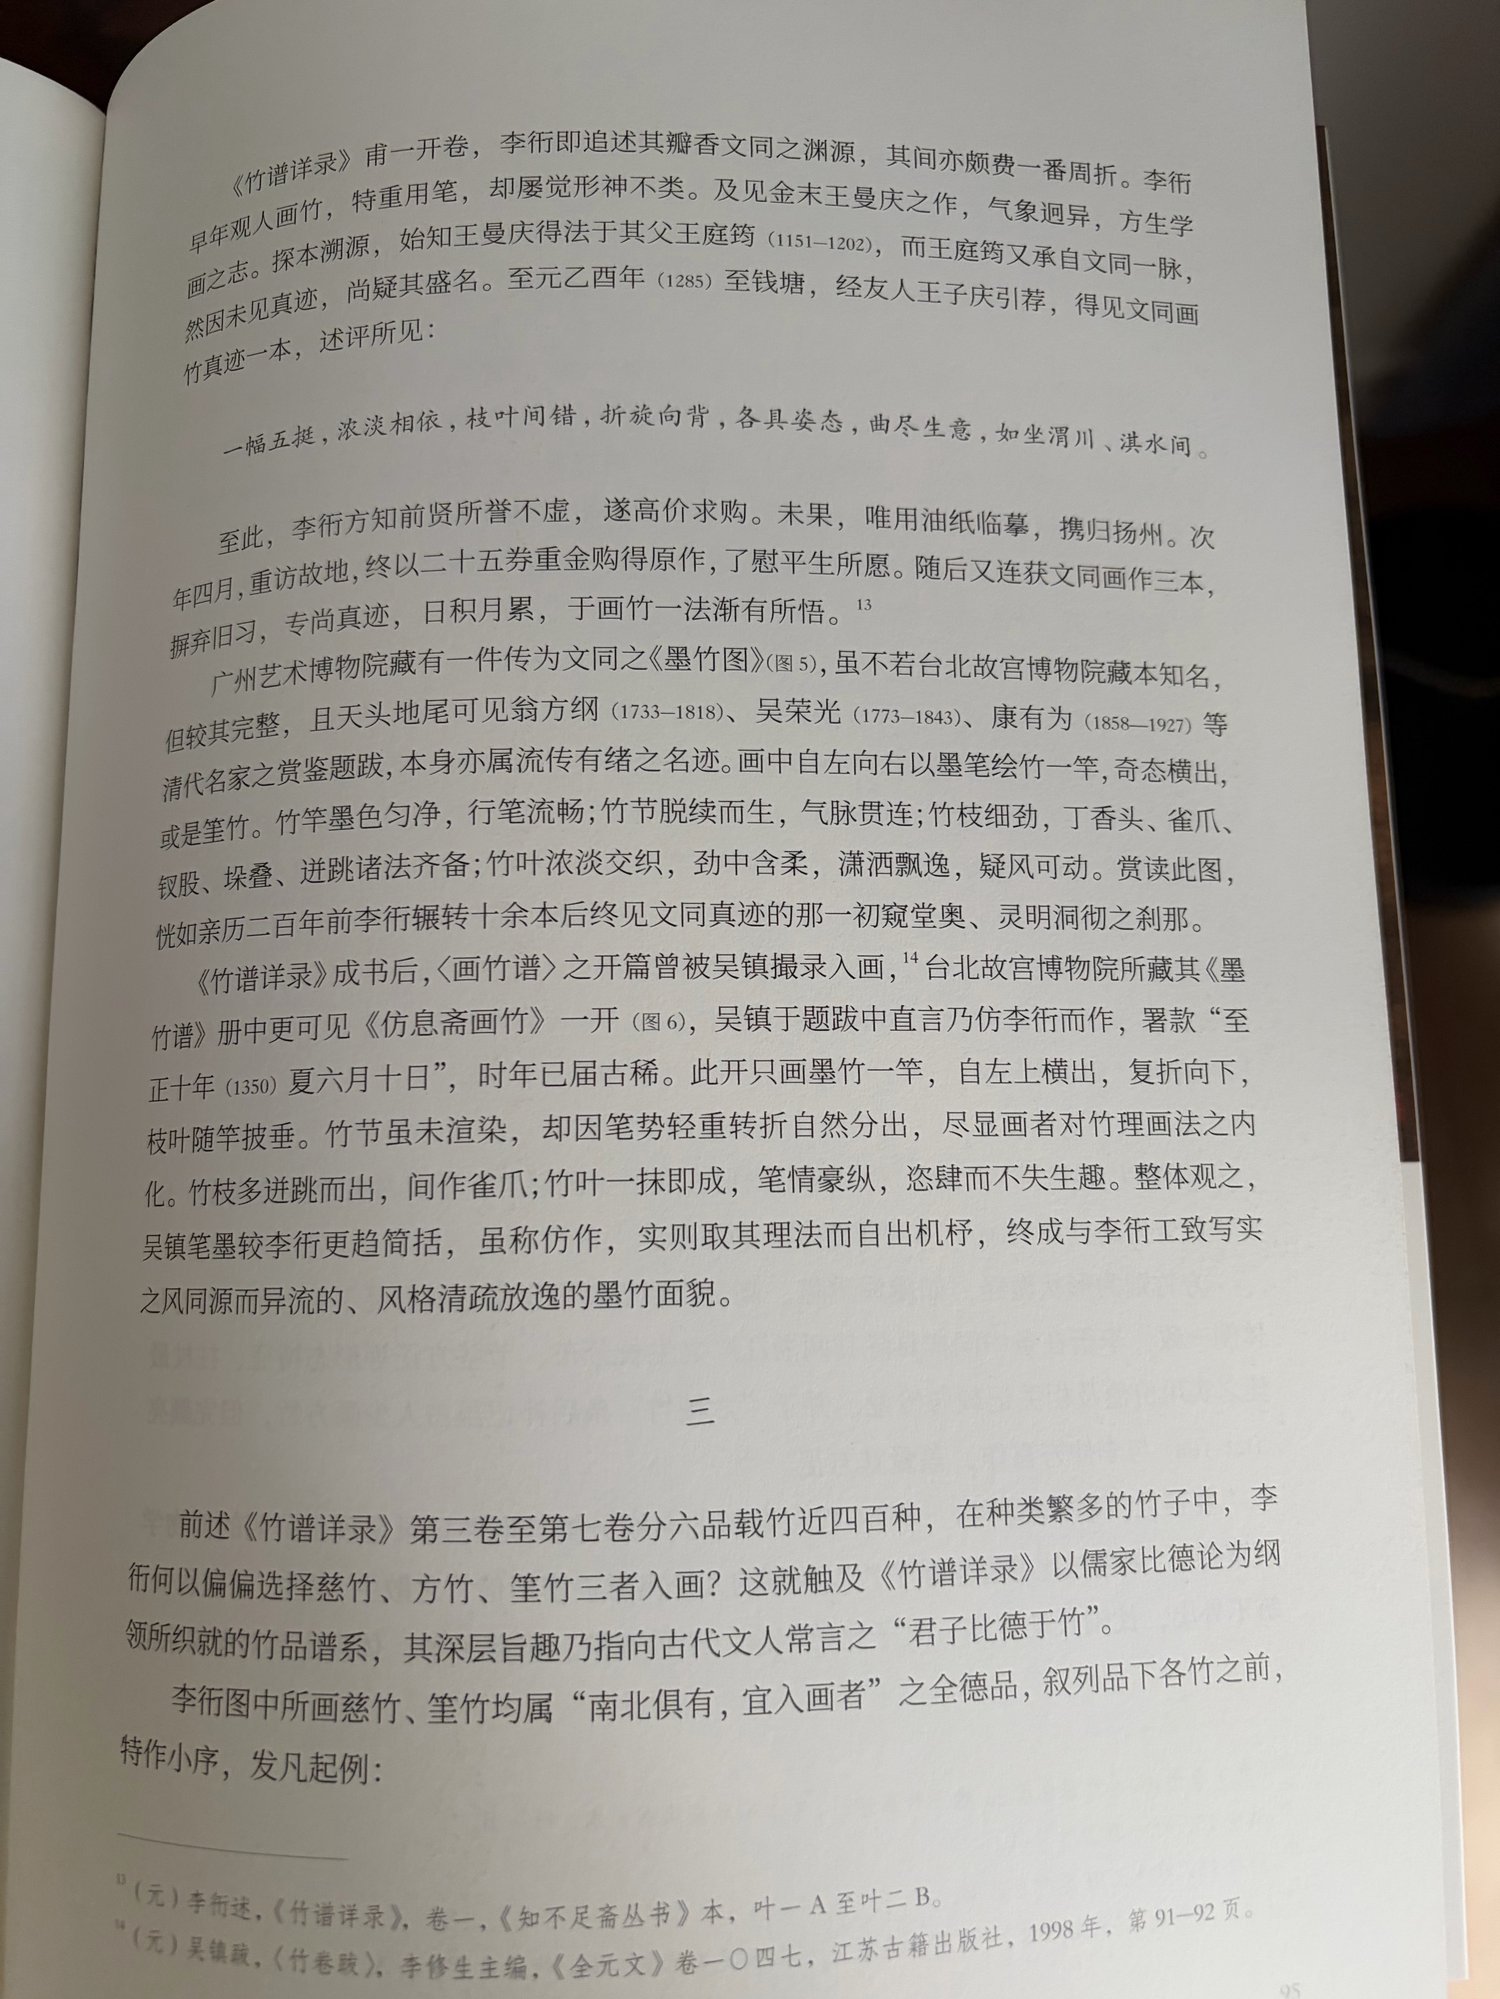 《竹谱详录》甫一开卷，李衎即追述其瓣香文同之渊源，其间亦颇费一番周折。李衎
早年观人画竹，特重用笔，却屡觉形神不类。及见金末王曼庆之作，气象迥异，方生学
画之志。探本溯源，始知王曼庆得法于其父王庭筠（1151—1202），而王庭筠又承自文同一脉，
然因未见真迹，尚疑其盛名。至元乙酉年（1285）至钱塘，经友人王子庆引荐，得见文同画
竹真迹一本，述评所见：
一幅五挺，浓淡相依，枝叶间错，折旋向背，各具姿态，曲尽生意，如坐渭川、淇水间。
至此，李衎方知前贤所誉不虚，遂高价求购。未果，唯用油纸临摹，携归扬州。次
年四月，重访故地，终以二十五券重金购得原作，了慰平生所愿。随后又连获文同画作三本，
摒弃旧习，专尚真迹，日积月累，于画竹一法渐有所悟。13
广州艺术博物院藏有一件传为文同之《墨竹图》（图5），虽不若台北故宫博物院藏本知名，
但较其完整，且天头地尾可见翁方纲（1733—1818）、吴荣光（1773—1843）、康有为（1858—1927）等
清代名家之赏鉴题跋，本身亦属流传有绪之名迹。画中自左向右以墨笔绘竹一竿，奇态横出，
或是筀竹。竹竿墨色匀净，行笔流畅；竹节脱续而生，气脉贯连；竹枝细劲，丁香头、雀爪、
钗股、垛叠、迸跳诸法齐备；竹叶浓淡交织，劲中含柔，潇洒飘逸，疑风可动。赏读此图，
恍如亲历二百年前李衎辗转十余本后终见文同真迹的那一初窥堂奥、灵明洞彻之刹那。
《竹谱详录》成书后，〈画竹谱〉之开篇曾被吴镇撮录入画，14台北故宫博物院所藏其《墨
竹谱》册中更可见《仿息斋画竹》一开（图6），吴镇于题跋中直言乃仿李衎而作，署款“至
正十年（1350）夏六月十日”，时年已届古稀。此开只画墨竹一竿，自左上横出，复折向下，
枝叶随竿披垂。竹节虽未渲染，却因笔势轻重转折自然分出，尽显画者对竹理画法之内
化。竹枝多迸跳而出，间作雀爪；竹叶一抹即成，笔情豪纵，恣肆而不失生趣。整体观之，
吴镇笔墨较李衎更趋简括，虽称仿作，实则取其理法而自出机杼，终成与李衎工致写实
之风同源而异流的、风格清疏放逸的墨竹面貌。
三
前述《竹谱详录》第三卷至第七卷分六品载竹近四百种，在种类繁多的竹子中，李
衎何以偏偏选择慈竹、方竹、筀竹三者入画？这就触及《竹谱详录》以儒家比德论为纲
领所织就的竹品谱系，其深层旨趣乃指向古代文人常言之“君子比德于竹”。
李衎图中所画慈竹、筀竹均属“南北俱有，宜入画者”之全德品，叙列品下各竹之前，
特作小序，发凡起例：
13（元）李衎述，《竹谱详录》，卷一，《知不足斋丛书》本，叶一A至叶二B。
14（元）吴镇跋，《竹卷跋》，李修生主编，《全元文》卷一〇四七，江苏古籍出版社，1998年，第91—92页。
95